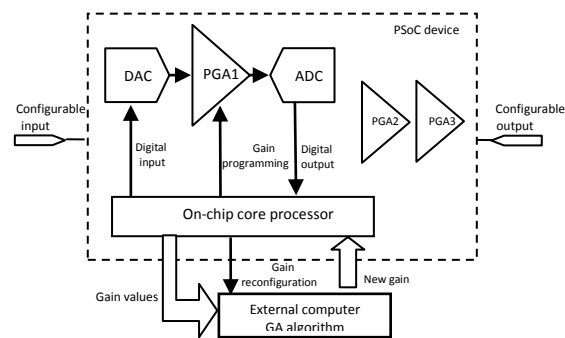 PSoC device
DAC
PGA1
ADC
PGA2
PGA3
Configurable
input
Configurable
output
Digital
input
Gain
programming
Digital
output
On-chip core processor
Gain values
Gain
reconfiguration
New gain
External computer
GA algorithm